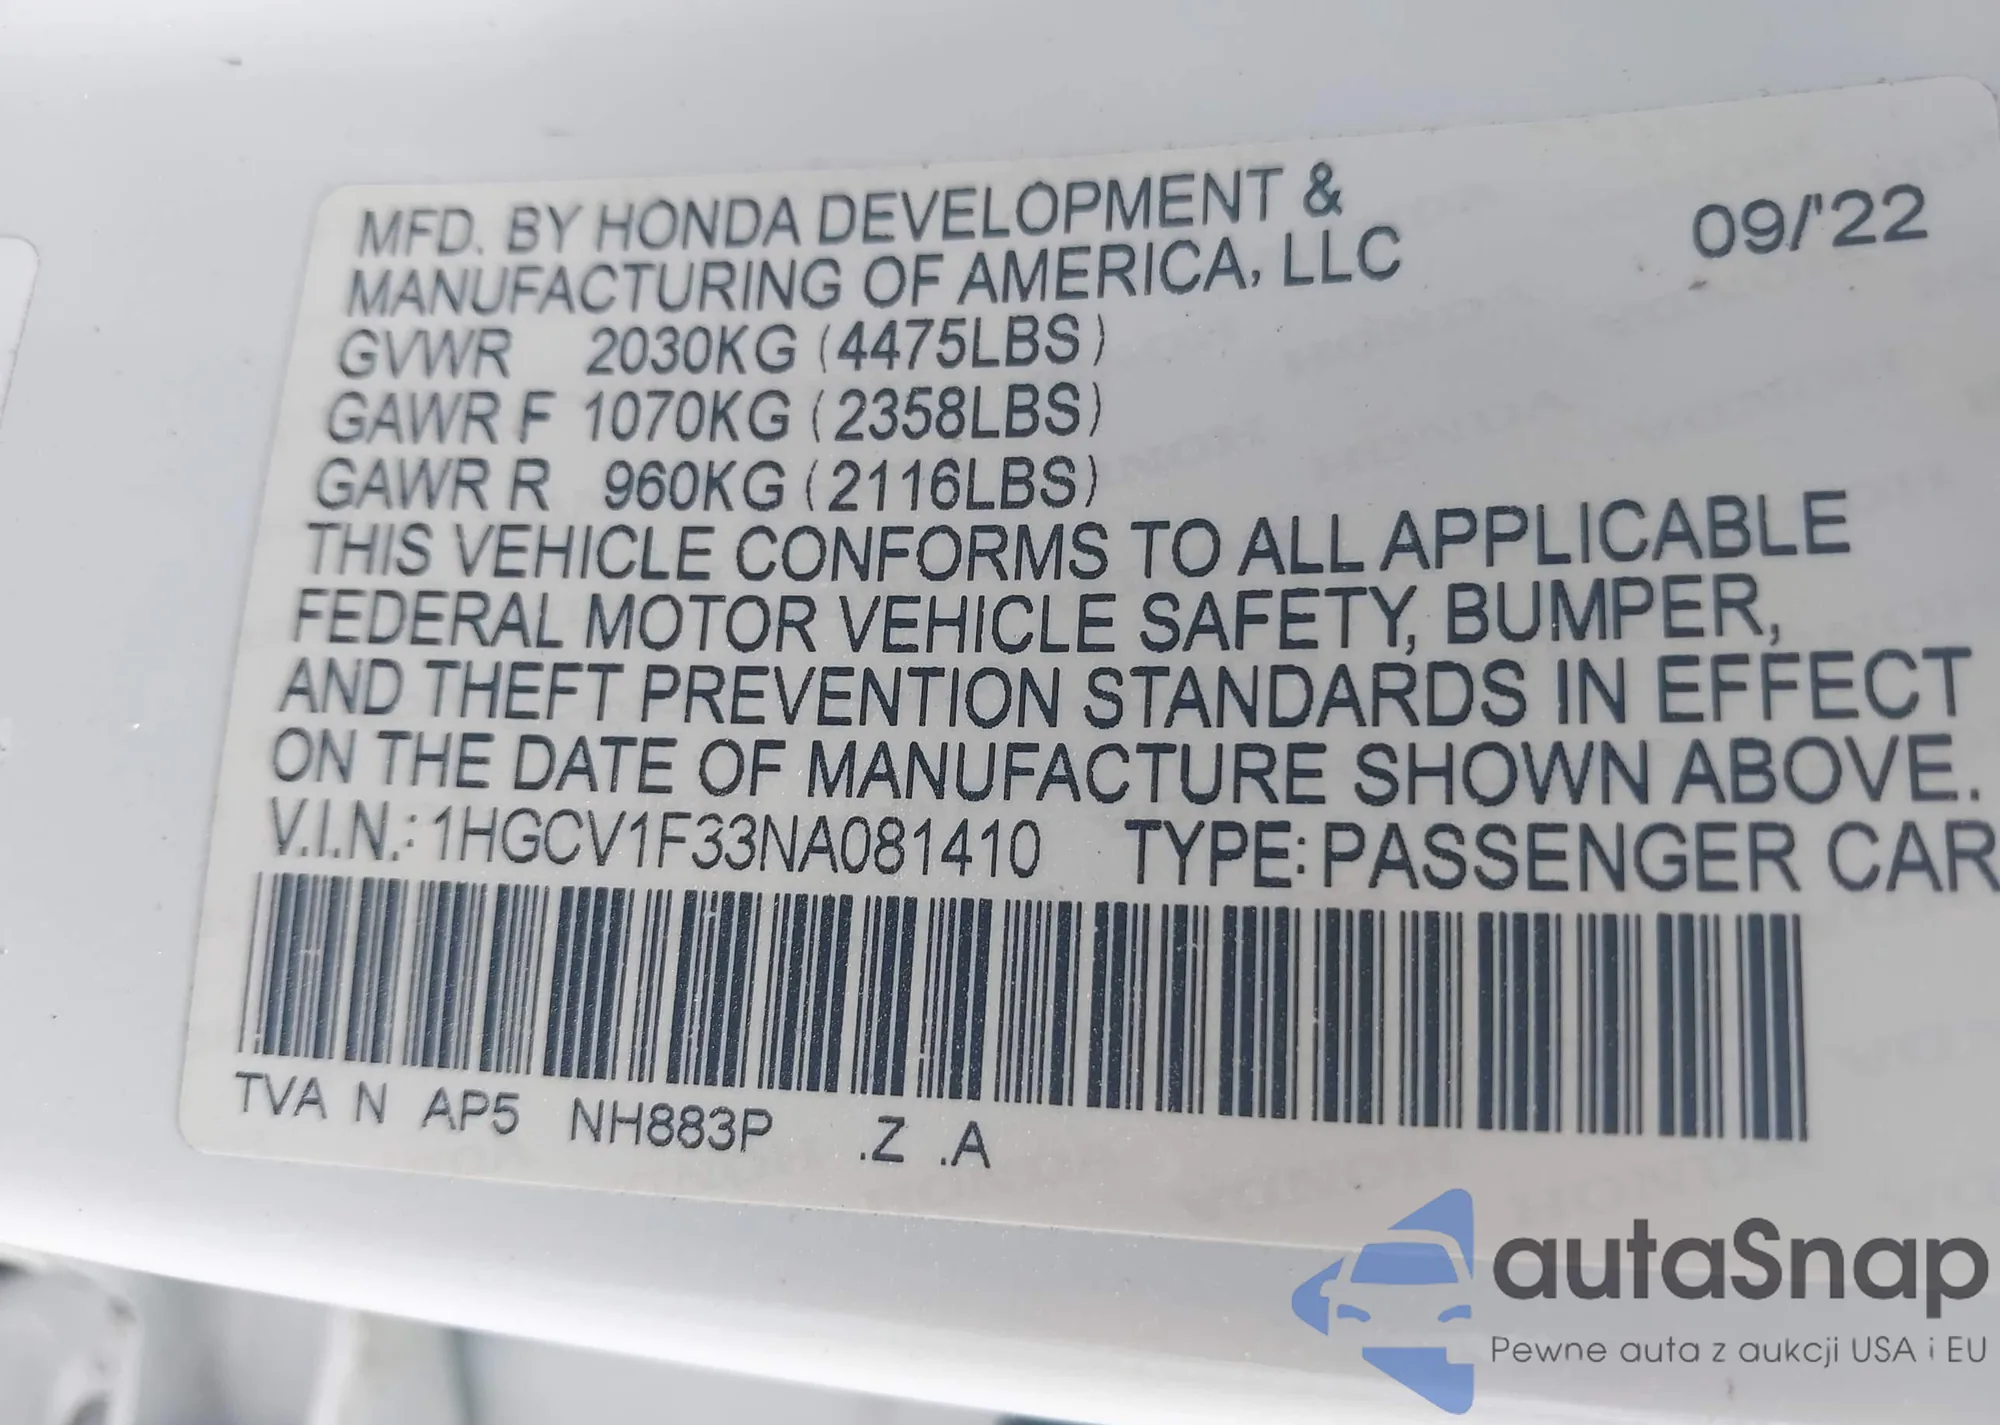 MFD. BY HONDA DEVELOPMENT &
MANUFACTURING OF AMERICA, LLC
09/'22
GVWR 2030KG (4475LBS)
GAWR F 1070KG (2358LBS)
GAWR R 960KG (2116LBS)
THIS VEHICLE CONFORMS TO ALL APPLICABLE
FEDERAL MOTOR VEHICLE SAFETY, BUMPER,
AND THEFT PREVENTION STANDARDS IN EFFECT
ON THE DATE OF MANUFACTURE SHOWN ABOVE.
V.I.N.: 1HGCV1F33NA081410 TYPE: PASSENGER CAR
TVA N AP5 NH883P .Z .A
autaSnap
Pewne auta z aukcji USA i EU